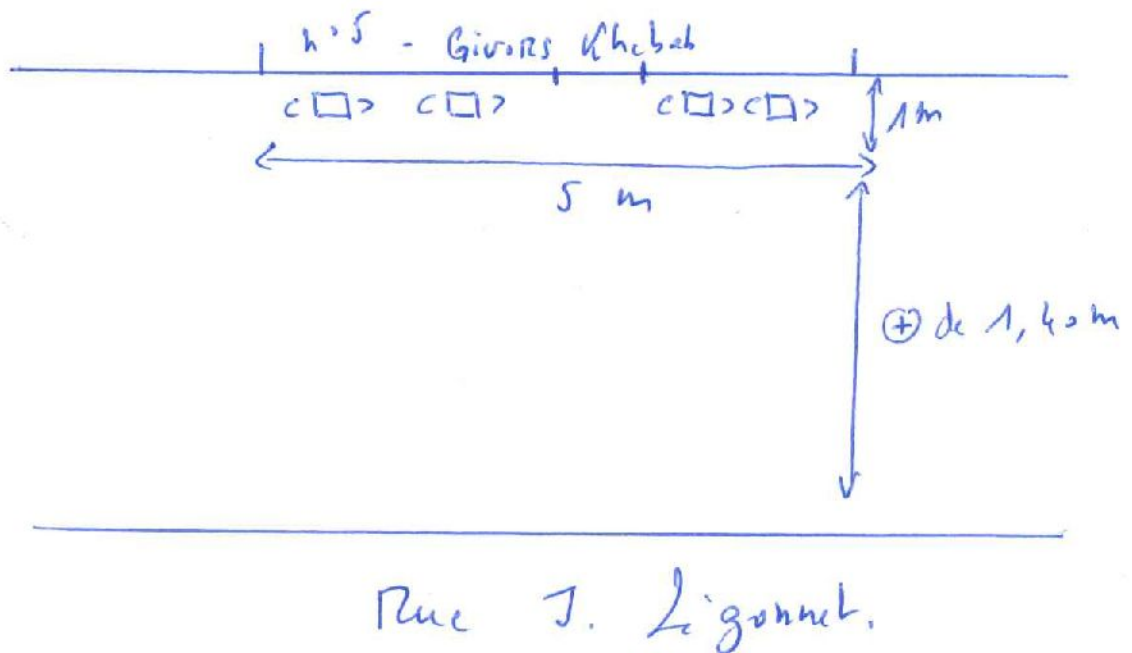 n°5 - Givors Khebab
1m
5 m
⊕ de 1,40m
Rue J. Ligonnet.